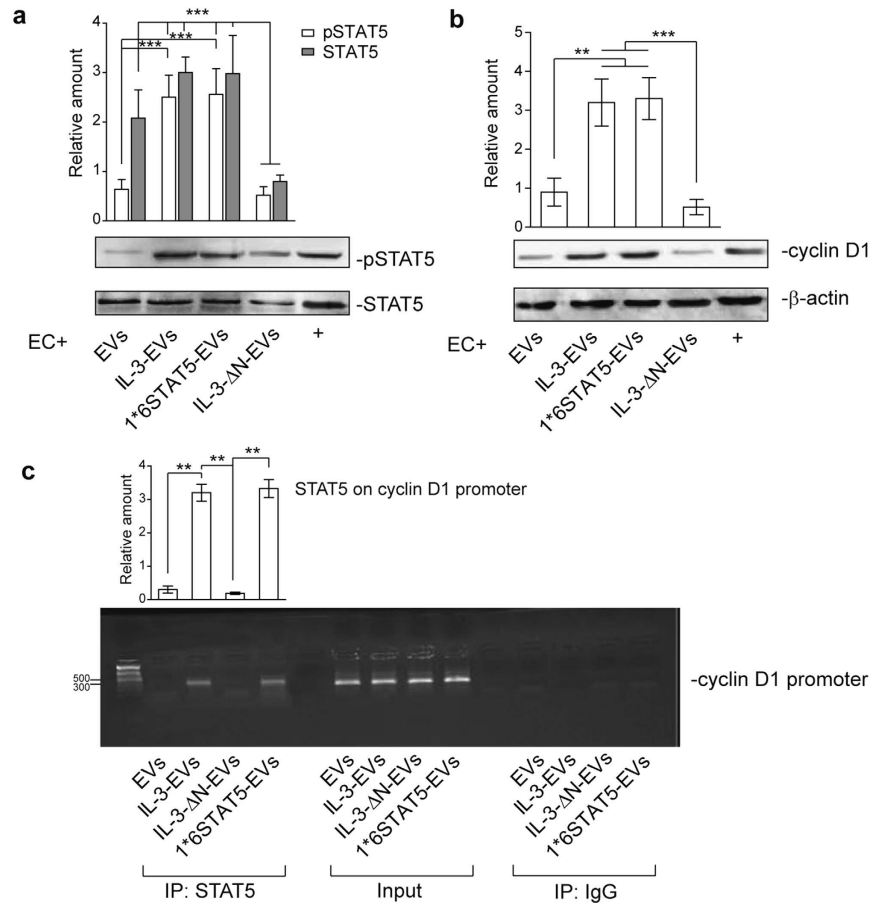 a
***
pSTAT5
STAT5
*** ***
Relative amount
4
3
2
1
0
-pSTAT5
-STAT5
EC+
EVs
IL-3-EVs
1*6STAT5-EVs
IL-3-ΔN-EVs
+
b
** ***
Relative amount
5
4
3
2
1
0
-cyclin D1
-β-actin
EC+
EVs
IL-3-EVs
1*6STAT5-EVs
IL-3-ΔN-EVs
+
c
** ** **
STAT5 on cyclin D1 promoter
Relative amount
4
3
2
1
0
500
300
-cyclin D1 promoter
EVs
IL-3-EVs
IL-3-ΔN-EVs
1*6STAT5-EVs
EVs
IL-3-EVs
IL-3-ΔN-EVs
1*6STAT5-EVs
EVs
IL-3-EVs
IL-3-ΔN-EVs
1*6STAT5-EVs
IP: STAT5
Input
IP: IgG